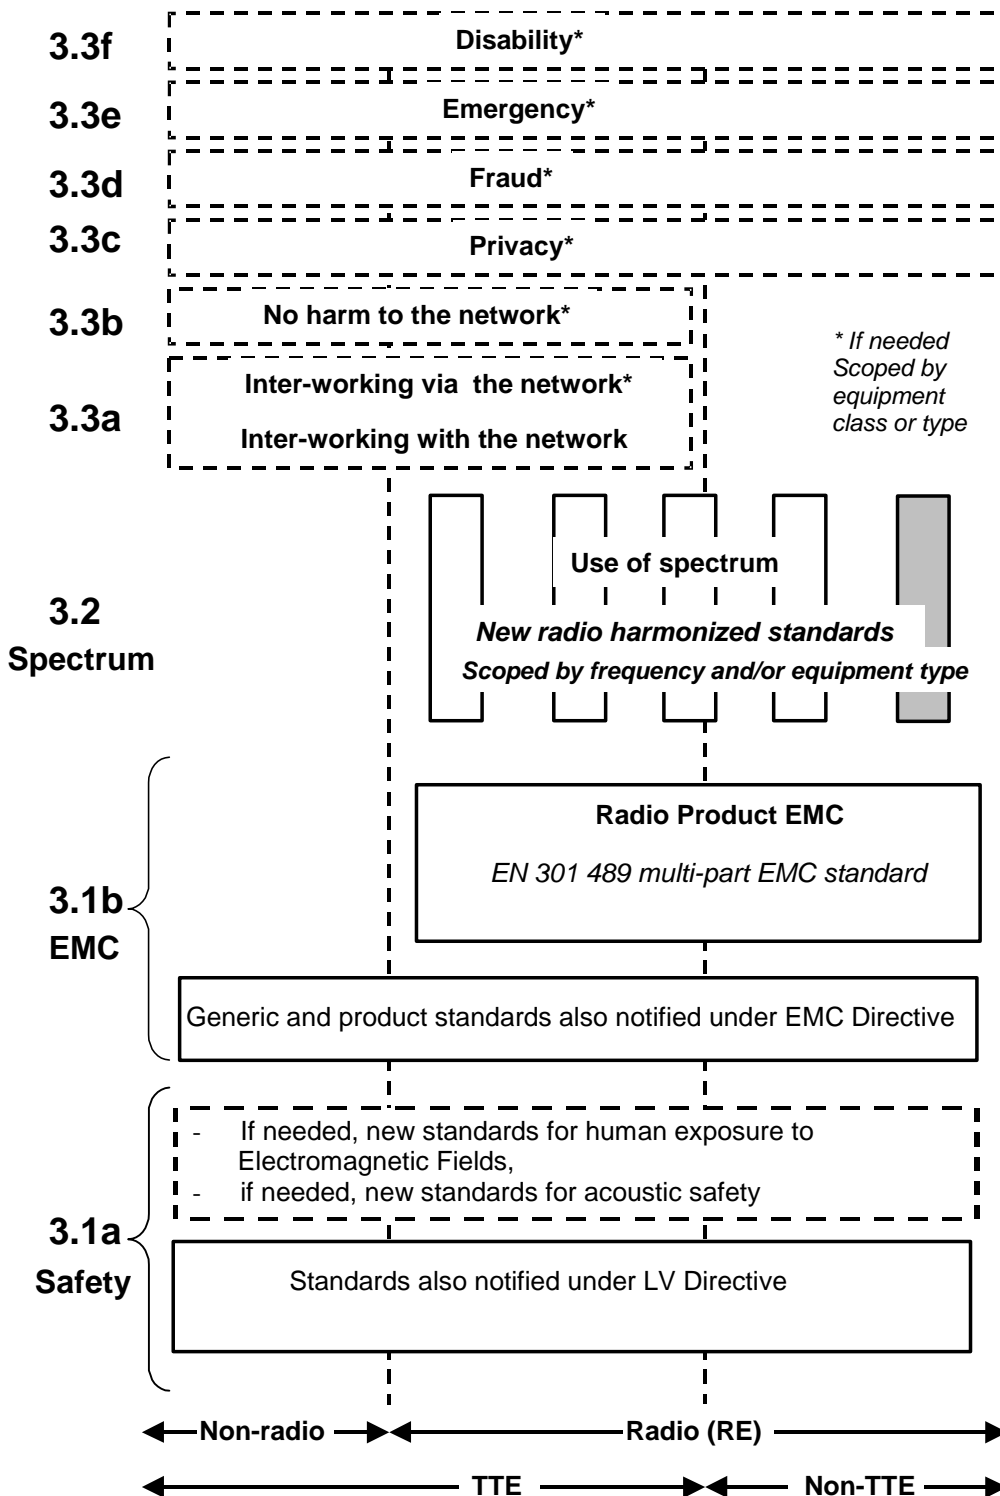 3.3f
Disability*
3.3e
Emergency*
3.3d
Fraud*
3.3c
Privacy*
3.3b
No harm to the network*
* If needed
Scoped by
equipment
class or type
3.3a
Inter-working via the network*
Inter-working with the network
3.2
Spectrum
Use of spectrum
New radio harmonized standards
Scoped by frequency and/or equipment type
3.1b
EMC
Radio Product EMC
EN 301 489 multi-part EMC standard
Generic and product standards also notified under EMC Directive
3.1a
Safety
- If needed, new standards for human exposure to
Electromagnetic Fields,
- if needed, new standards for acoustic safety
Standards also notified under LV Directive
Non-radio
Radio (RE)
TTE
Non-TTE